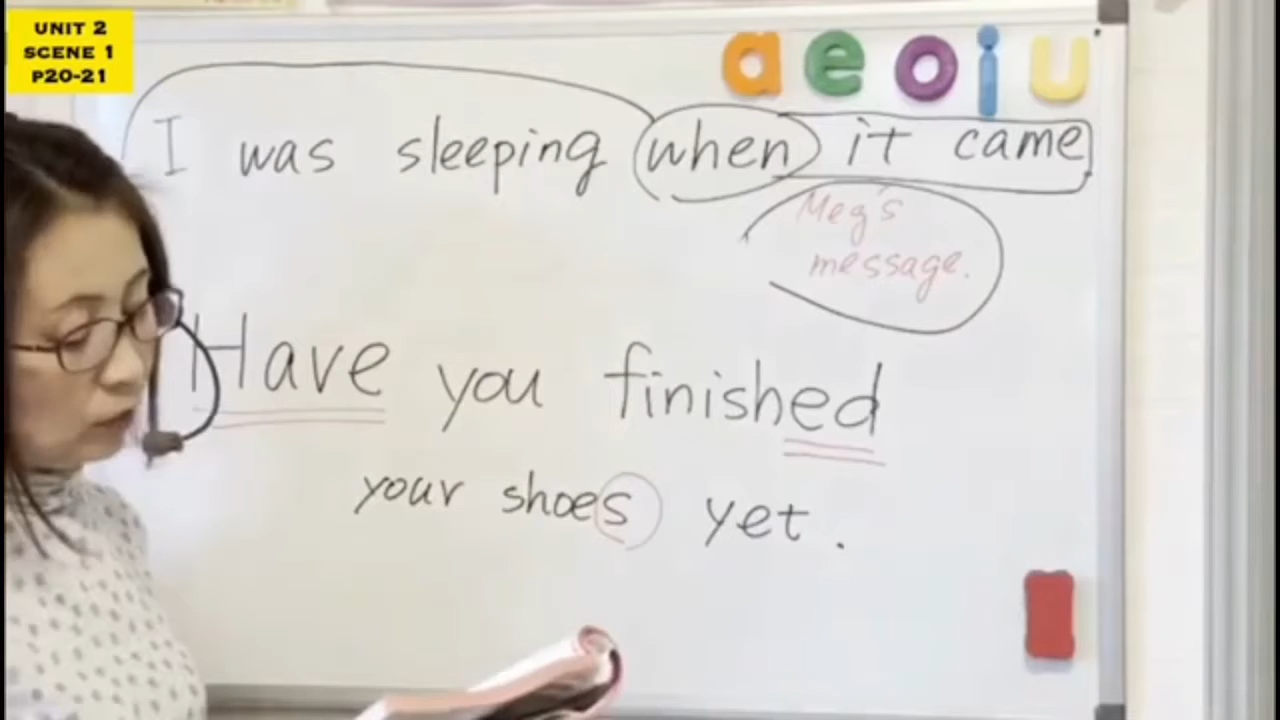 UNIT 2
SCENE 1
P20-21
a e o i u
I was sleeping when it came
Meg's
message.
Have you finished
your shoes yet.